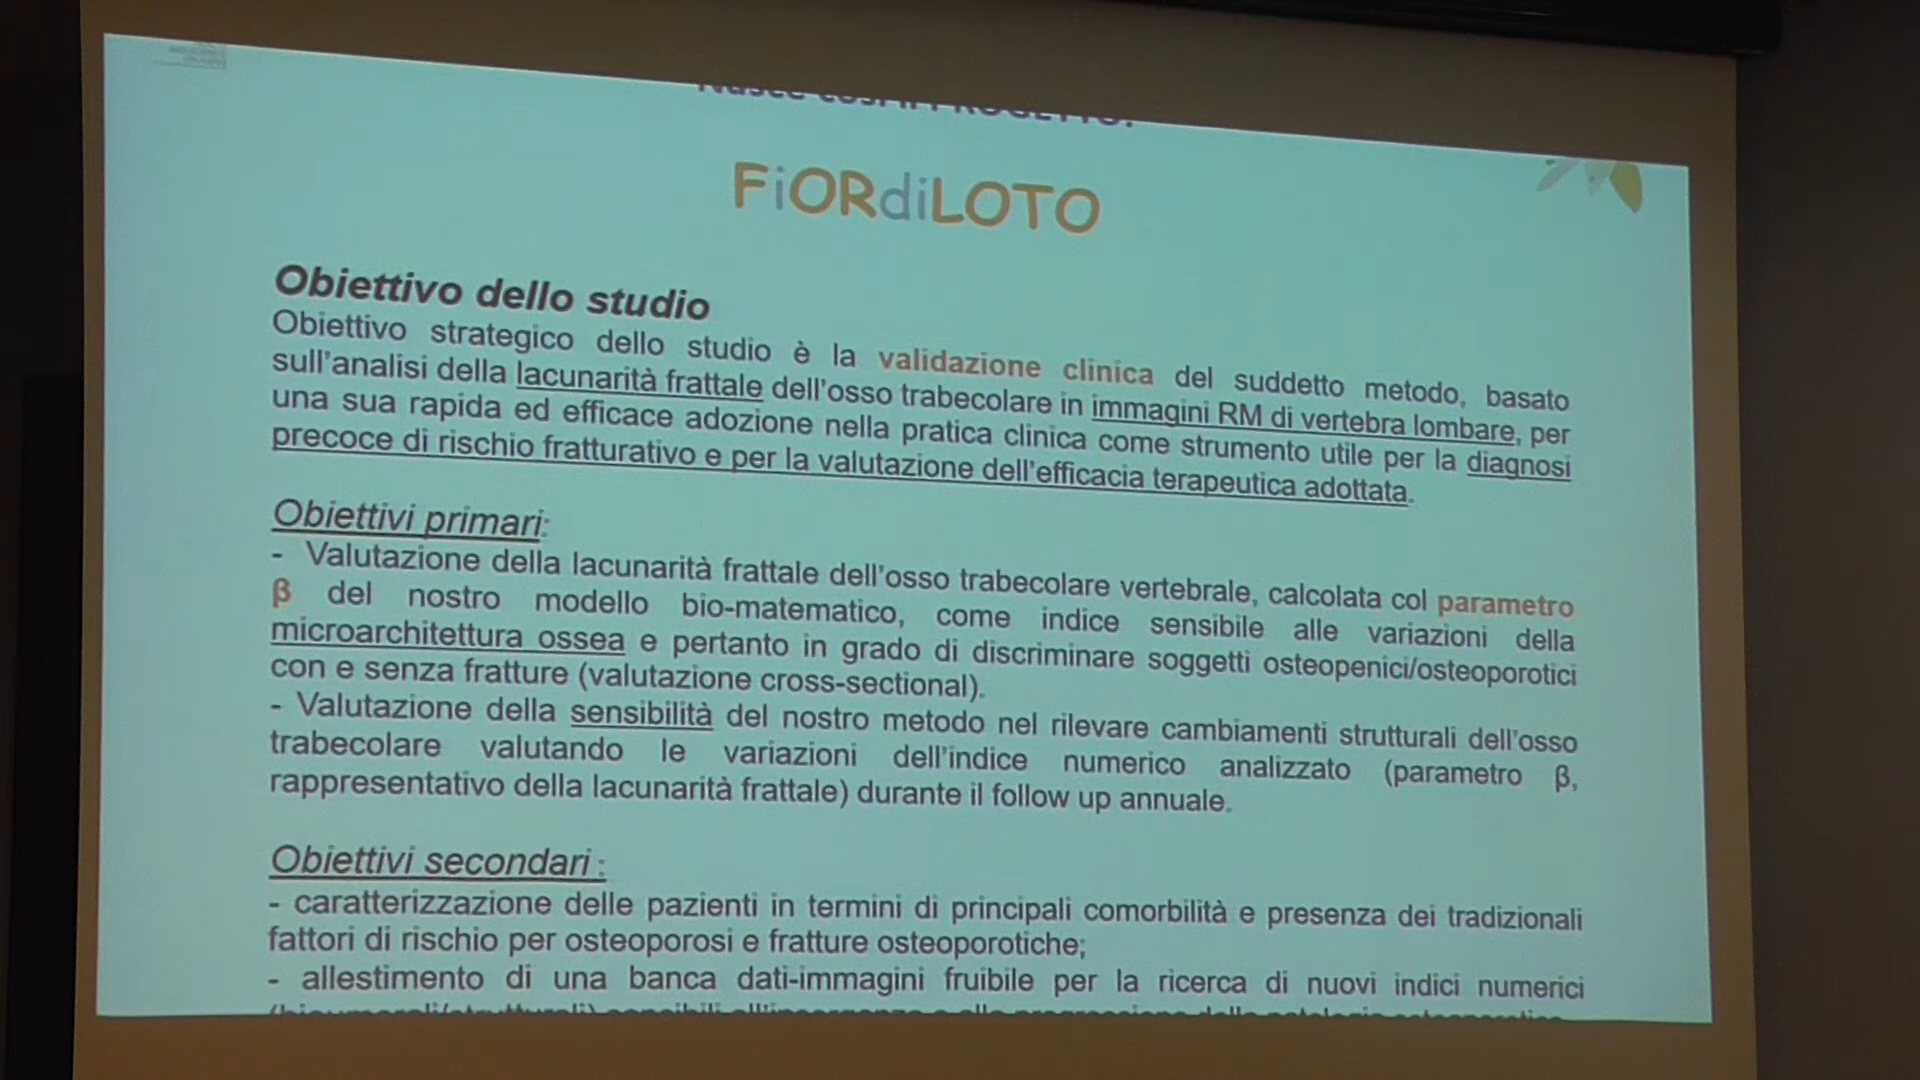 Nasce così il PROGETTO:
FiORdiLOTO
Obiettivo dello studio
Obiettivo strategico dello studio è la validazione clinica del suddetto metodo, basato
sull'analisi della lacunarità frattale dell'osso trabecolare in immagini RM di vertebra lombare, per
una sua rapida ed efficace adozione nella pratica clinica come strumento utile per la diagnosi
precoce di rischio fratturativo e per la valutazione dell'efficacia terapeutica adottata.
Obiettivi primari:
- Valutazione della lacunarità frattale dell'osso trabecolare vertebrale, calcolata col parametro
β del nostro modello bio-matematico, come indice sensibile alle variazioni della
microarchitettura ossea e pertanto in grado di discriminare soggetti osteopenici/osteoporotici
con e senza fratture (valutazione cross-sectional).
- Valutazione della sensibilità del nostro metodo nel rilevare cambiamenti strutturali dell'osso
trabecolare valutando le variazioni dell'indice numerico analizzato (parametro β,
rappresentativo della lacunarità frattale) durante il follow up annuale.
Obiettivi secondari :
- caratterizzazione delle pazienti in termini di principali comorbilità e presenza dei tradizionali
fattori di rischio per osteoporosi e fratture osteoporotiche;
- allestimento di una banca dati-immagini fruibile per la ricerca di nuovi indici numerici